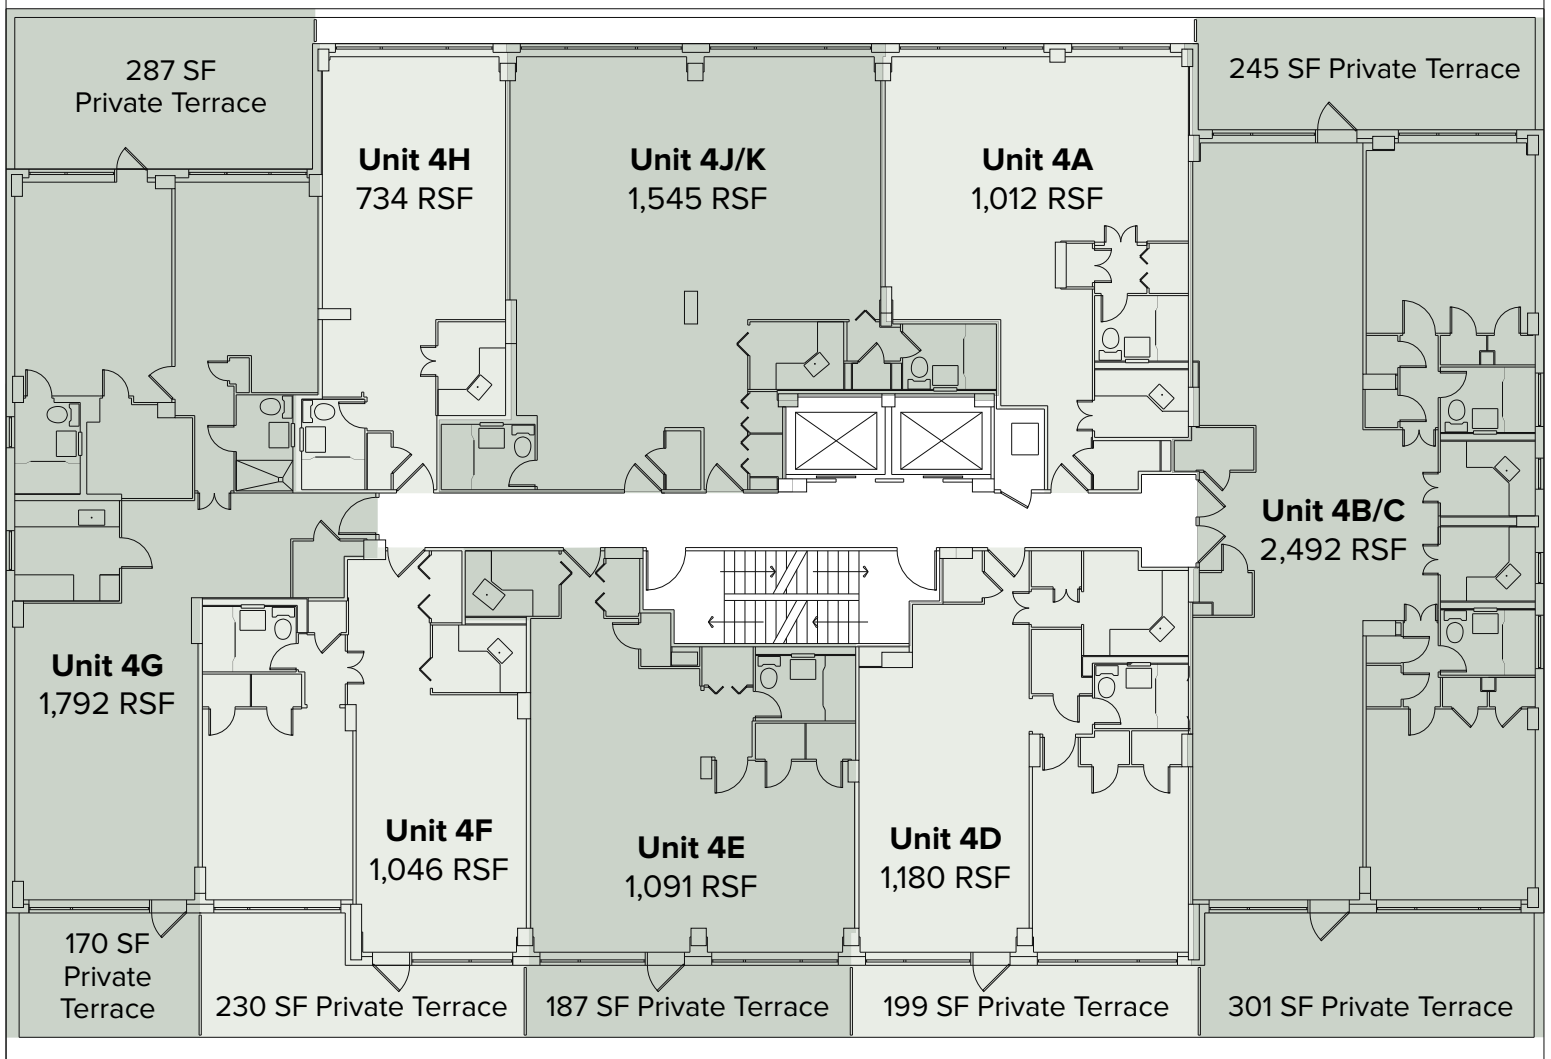 287 SF
Private Terrace
245 SF Private Terrace
Unit 4H
734 RSF
Unit 4J/K
1,545 RSF
Unit 4A
1,012 RSF
Unit 4B/C
2,492 RSF
Unit 4G
1,792 RSF
Unit 4F
1,046 RSF
Unit 4E
1,091 RSF
Unit 4D
1,180 RSF
170 SF
Private
Terrace
230 SF Private Terrace
187 SF Private Terrace
199 SF Private Terrace
301 SF Private Terrace